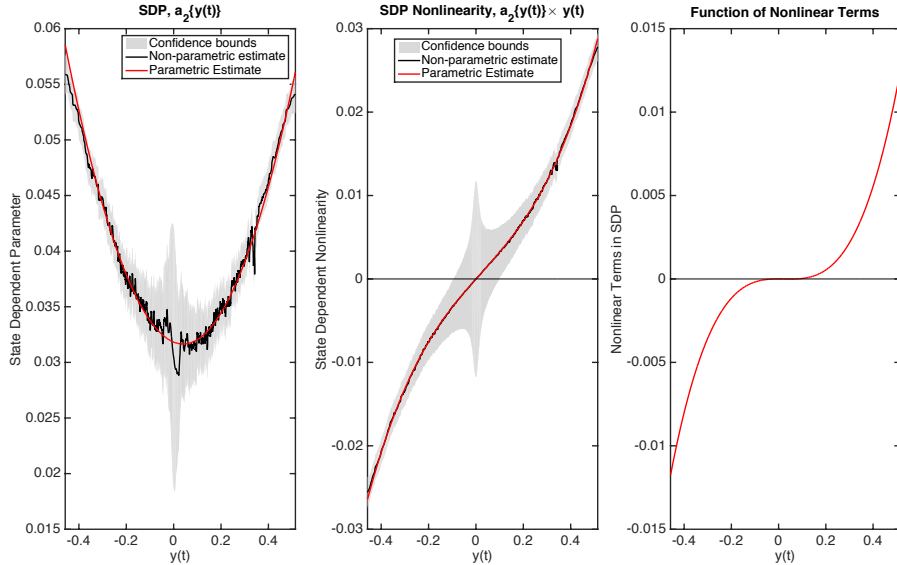 SDP, a2{y(t)}
0.06
0.055
0.05
0.045
0.04
0.035
0.03
0.025
0.02
0.015
-0.4 -0.2 0 0.2 0.4
y(t)
State Dependent Parameter
Confidence bounds
Non-parametric estimate
Parametric Estimate
SDP Nonlinearity, a2{y(t)}× y(t)
0.03
0.02
0.01
0
-0.01
-0.02
-0.03
-0.4 -0.2 0 0.2 0.4
y(t)
State Dependent Nonlinearity
Confidence bounds
Non-parametric estimate
Parametric Estimate
Function of Nonlinear Terms
0.015
0.01
0.005
0
-0.005
-0.01
-0.015
-0.4 -0.2 0 0.2 0.4
y(t)
Nonlinear Terms in SDP